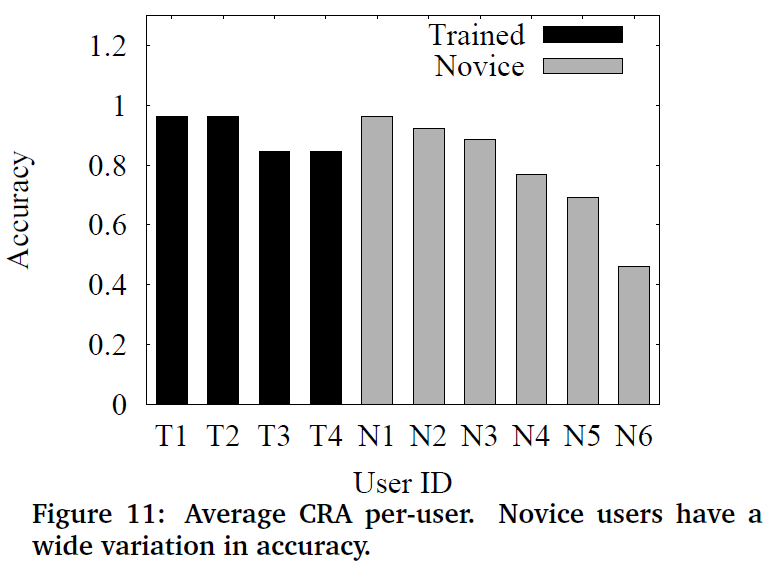 Trained
Novice
1.2
1
0.8
0.6
0.4
0.2
0
Accuracy
T1 T2 T3 T4 N1 N2 N3 N4 N5 N6
User ID
Figure 11: Average CRA per-user. Novice users have a
wide variation in accuracy.